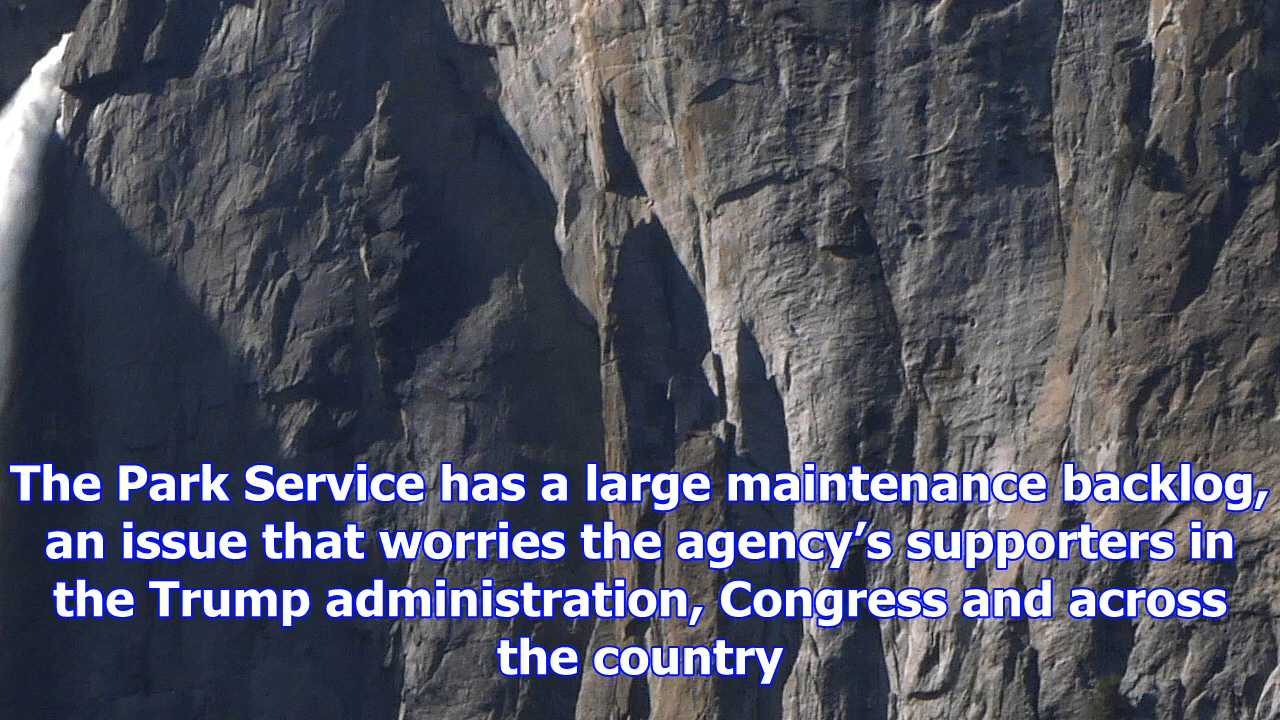 The Park Service has a large maintenance backlog,
an issue that worries the agency’s supporters in
the Trump administration, Congress and across
the country